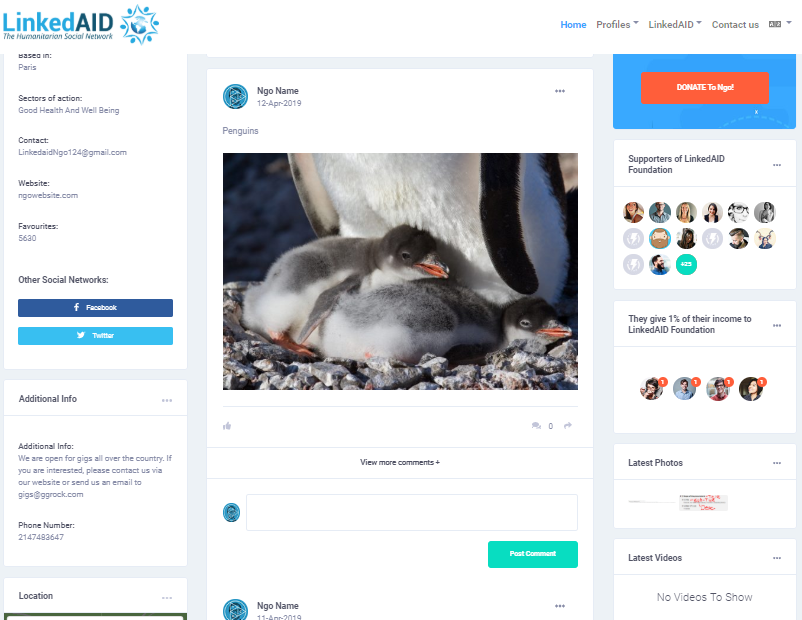 LinkedAID
The Humanitarian Social Network
Home
Profiles
LinkedAID
Contact us
Based in:
Paris
Sectors of action:
Good Health And Well Being
Contact:
LinkedaidNgo124@gmail.com
Website:
ngowebsite.com
Favourites:
5630
Other Social Networks:
Facebook
Twitter
Additional Info
Additional Info:
We are open for gigs all over the country. If
you are interested, please contact us via
our website or send us an email to
gigs@ggrock.com
Phone Number:
2147483647
Location
Ngo Name
12-Apr-2019
Penguins
0
View more comments +
Post Comment
Ngo Name
11-Apr-2019
DONATE To Ngo!
Supporters of LinkedAID
Foundation
They give 1% of their income to
LinkedAID Foundation
1
1
1
1
Latest Photos
Latest Videos
No Videos To Show